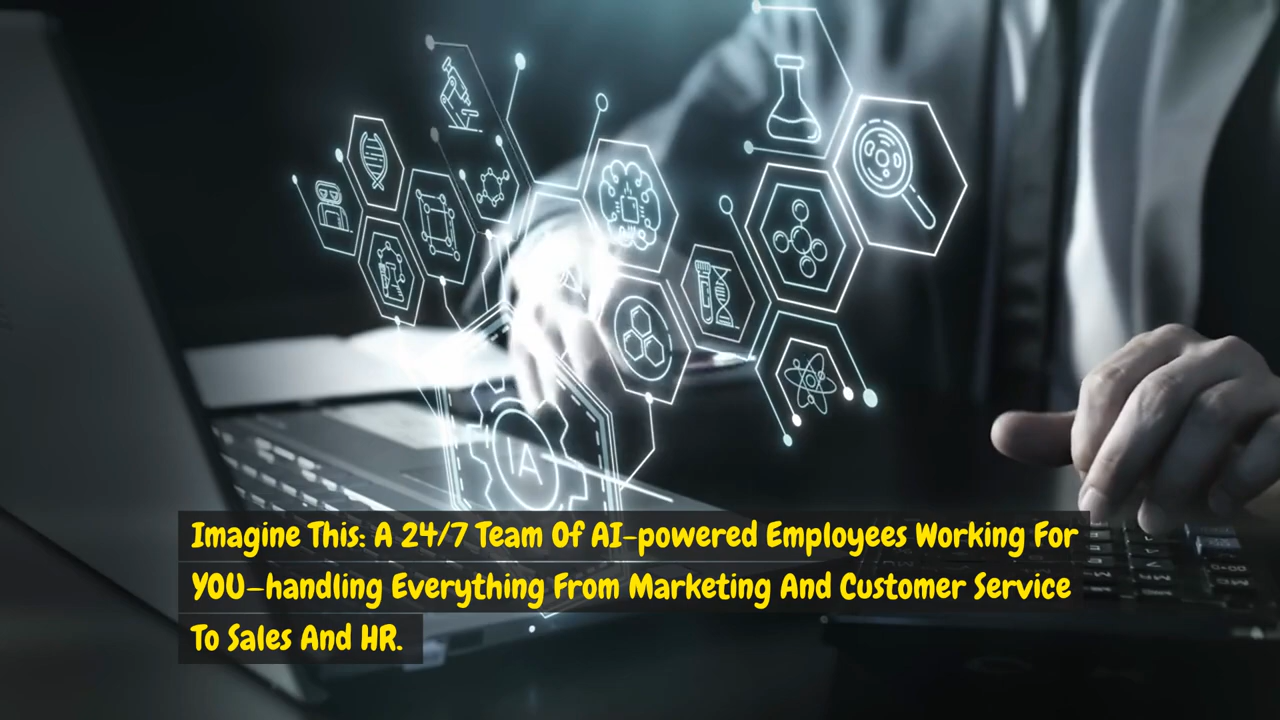 IA
Imagine This: A 24/7 Team Of AI-powered Employees Working For
YOU—handling Everything From Marketing And Customer Service
To Sales And HR.